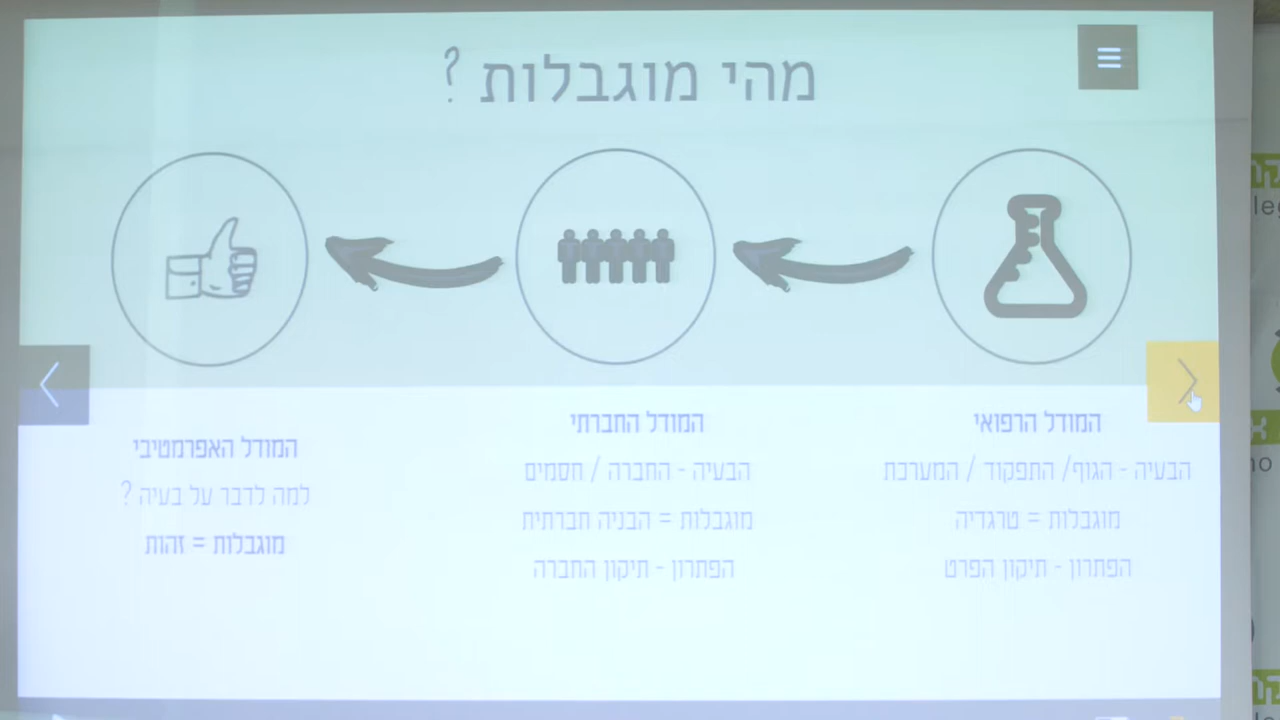 מהי מוגבלות ?
המודל הרפואי
הבעיה - הגוף/ התפקוד / המערכת
מוגבלות = טרגדיה
הפתרון - תיקון הפרט
המודל החברתי
הבעיה - החברה / חסמים
מוגבלות = הבניה חברתית
הפתרון - תיקון החברה
המודל האפרמטיבי
למה לדבר על בעיה ?
מוגבלות = זהות